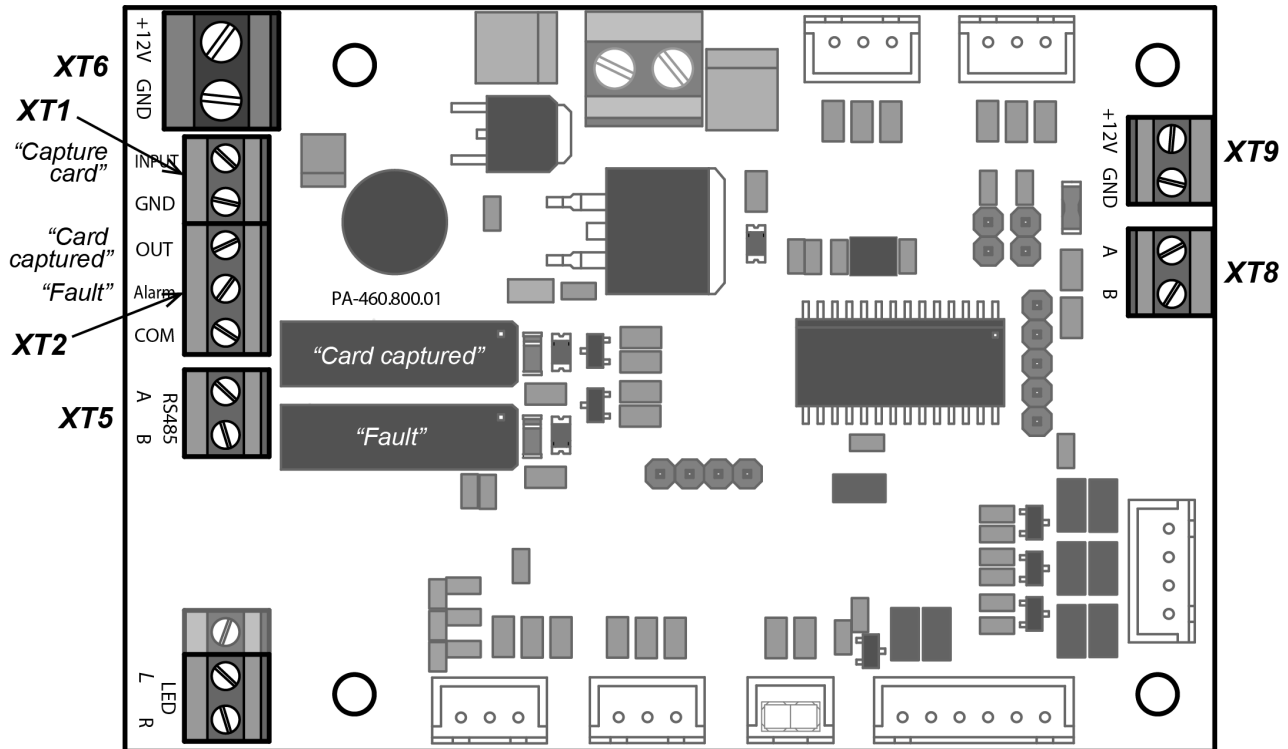 XT6
+12V
GND
XT1
“Capture
card”
INPUT
GND
“Card
captured”
OUT
“Fault”
Alarm
XT2
COM
XT5
A
B
RS485
PA-460.800.01
“Card captured”
“Fault”
+12V
GND
XT9
A
B
XT8
L
R
LED